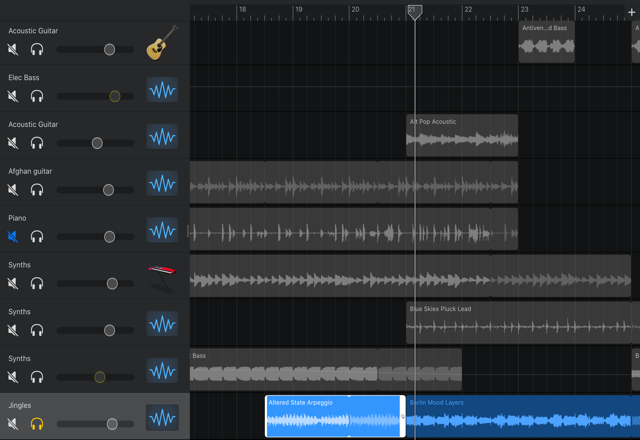 18 19 20 21 22 23 24
Acoustic Guitar
Antiven...d Bass
A
Elec Bass
Acoustic Guitar
Alt Pop Acoustic
Afghan guitar
Piano
Synths
Synths
Blue Skies Pluck Lead
Synths
Bass
B
Jingles
Altered State Arpeggio
Berlin Mood Layers